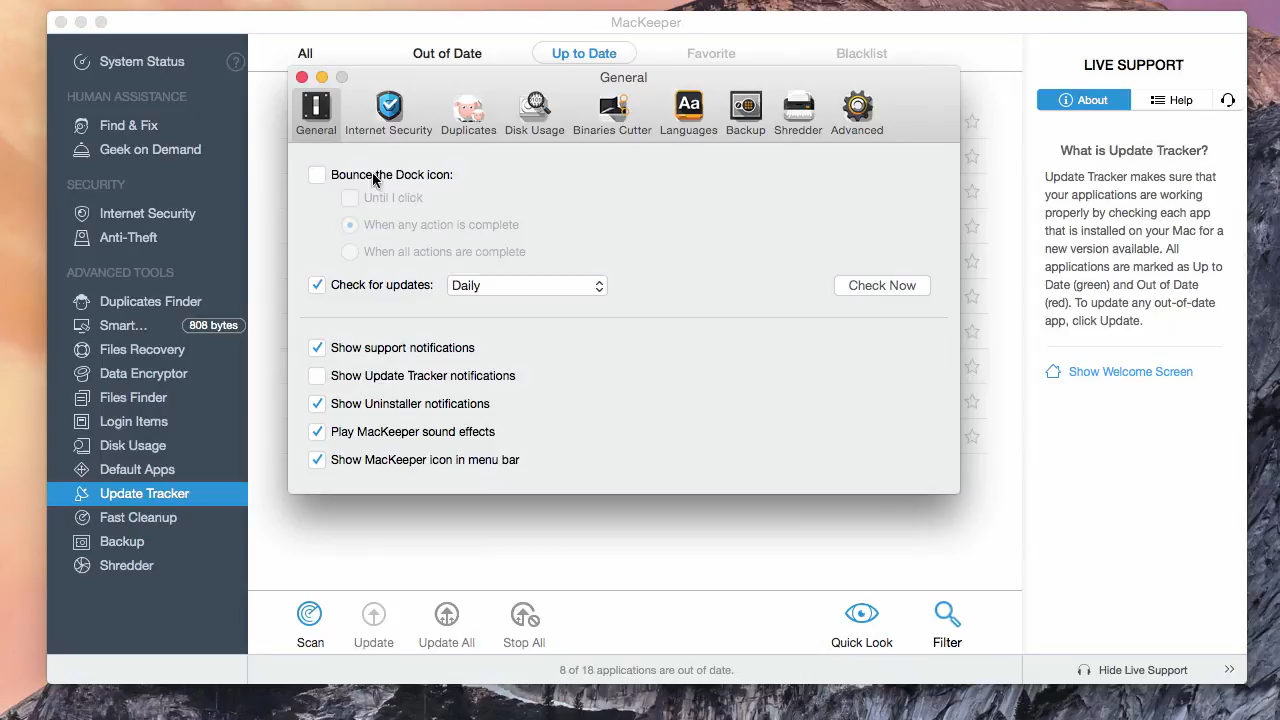 MacKeeper
System Status
?
HUMAN ASSISTANCE
Find & Fix
Geek on Demand
SECURITY
Internet Security
Anti-Theft
ADVANCED TOOLS
Duplicates Finder
Smart... 808 bytes
Files Recovery
Data Encryptor
Files Finder
Login Items
Disk Usage
Default Apps
Update Tracker
Fast Cleanup
Backup
Shredder
All Out of Date Up to Date Favorite Blacklist
General
General Internet Security Duplicates Disk Usage Binaries Cutter Languages Backup Shredder Advanced
Aa
Bounce the Dock icon:
Until I click
When any action is complete
When all actions are complete
Check for updates: Daily Check Now
Show support notifications
Show Update Tracker notifications
Show Uninstaller notifications
Play MacKeeper sound effects
Show MacKeeper icon in menu bar
Scan Update Update All Stop All Quick Look Filter
8 of 18 applications are out of date.
LIVE SUPPORT
About Help
What is Update Tracker?
Update Tracker makes sure that
your applications are working
properly by checking each app
that is installed on your Mac for a
new version available. All
applications are marked as Up to
Date (green) and Out of Date
(red). To update any out-of-date
app, click Update.
Show Welcome Screen
Hide Live Support